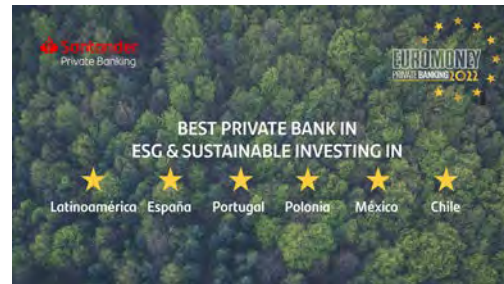 Santander
Private Banking
EUROMONEY
PRIVATE BANKING 2022
BEST PRIVATE BANK IN
ESG & SUSTAINABLE INVESTING IN
Latinoamérica España Portugal Polonia México Chile